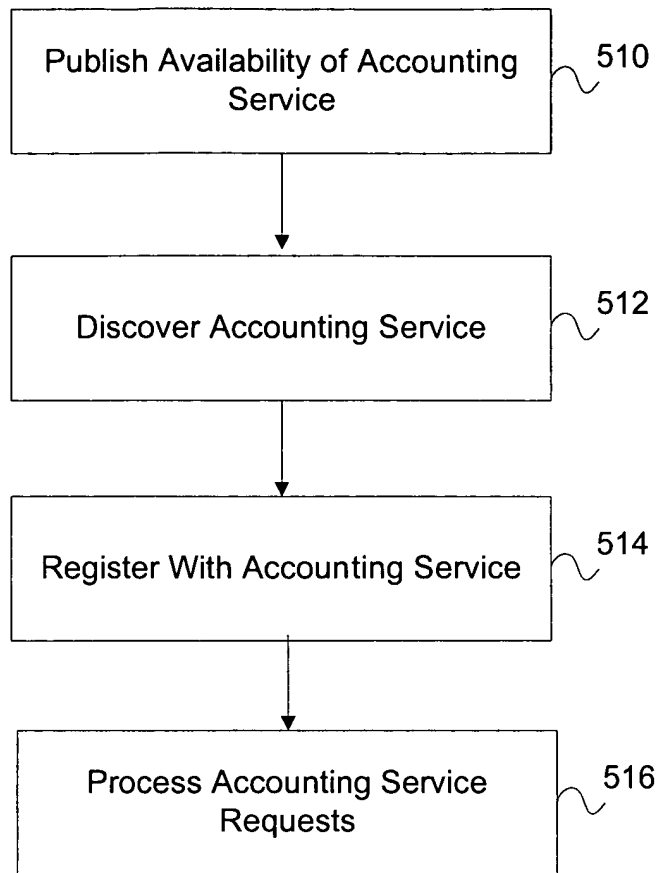 Publish Availability of Accounting
Service
510
Discover Accounting Service
512
Register With Accounting Service
514
Process Accounting Service
Requests
516